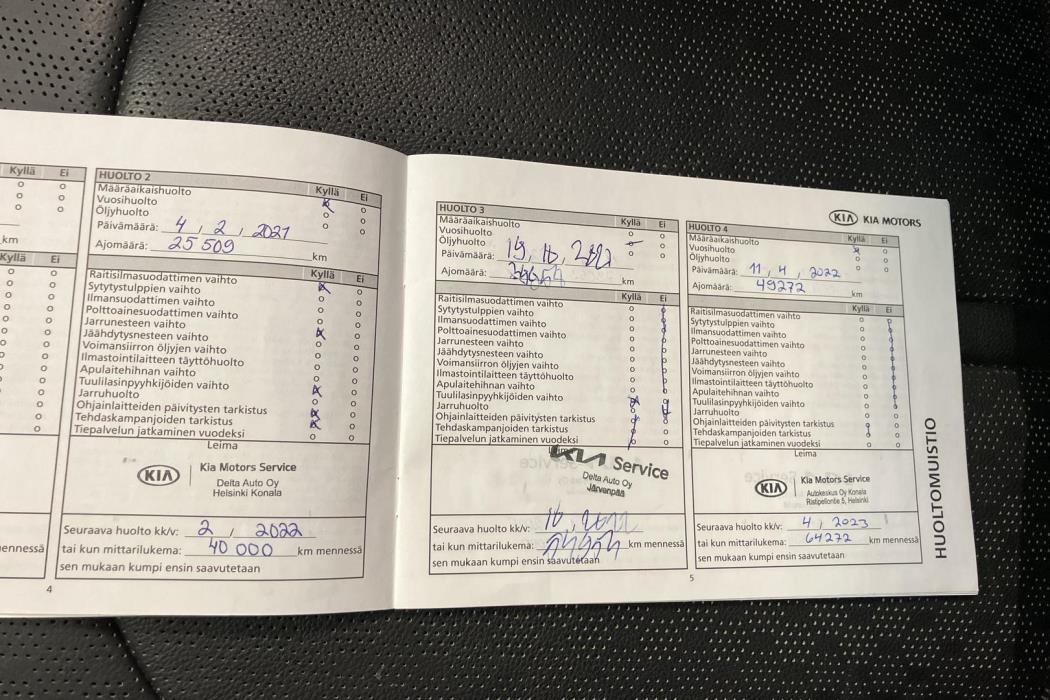 Kyllä Ei
km
Kyllä Ei
mennessä
4
HUOLTO 2
Kyllä Ei
Määräaikaishuolto
Vuosihuolto
Öljyhuolto
Päivämäärä: 4, 2, 2021
Ajomäärä: 25 509 km
Kyllä Ei
Raitisilmasuodattimen vaihto
Sytytystulppien vaihto
Ilmansuodattimen vaihto
Polttoainesuodattimen vaihto
Jarrunesteen vaihto
Jäähdytysnesteen vaihto
Voimansiirron öljyjen vaihto
Ilmastointilaitteen täyttöhuolto
Apulaitehihnan vaihto
Tuulilasinpyyhkijöiden vaihto
Jarruhuolto
Ohjainlaitteiden päivitysten tarkistus
Tehdaskampanjoiden tarkistus
Tiepalvelun jatkaminen vuodeksi
Leima
KIA Kia Motors Service
Delta Auto Oy
Helsinki Konala
Seuraava huolto kk/v: 2, 2022
tai kun mittarilukema: 40 000 km mennessä
sen mukaan kumpi ensin saavutetaan
HUOLTO 3
Kyllä Ei
Määräaikaishuolto
Vuosihuolto
Öljyhuolto
Päivämäärä:
Ajomäärä: km
Kyllä Ei
Raitisilmasuodattimen vaihto
Sytytystulppien vaihto
Ilmansuodattimen vaihto
Polttoainesuodattimen vaihto
Jarrunesteen vaihto
Jäähdytysnesteen vaihto
Voimansiirron öljyjen vaihto
Ilmastointilaitteen täyttöhuolto
Apulaitehihnan vaihto
Tuulilasinpyyhkijöiden vaihto
Jarruhuolto
Ohjainlaitteiden päivitysten tarkistus
Tehdaskampanjoiden tarkistus
Tiepalvelun jatkaminen vuodeksi
Leima
KIA Service
Delta Auto Oy
Järvenpää
Seuraava huolto kk/v:
tai kun mittarilukema: km mennessä
sen mukaan kumpi ensin saavutetaan
KIA KIA MOTORS
HUOLTO 4
Kyllä Ei
Määräaikaishuolto
Vuosihuolto
Öljyhuolto
Päivämäärä: 11, 4, 2022
Ajomäärä: 49272 km
Kyllä Ei
Raitisilmasuodattimen vaihto
Sytytystulppien vaihto
Ilmansuodattimen vaihto
Polttoainesuodattimen vaihto
Jarrunesteen vaihto
Jäähdytysnesteen vaihto
Voimansiirron öljyjen vaihto
Ilmastointilaitteen täyttöhuolto
Apulaitehihnan vaihto
Tuulilasinpyyhkijöiden vaihto
Jarruhuolto
Ohjainlaitteiden päivitysten tarkistus
Tehdaskampanjoiden tarkistus
Tiepalvelun jatkaminen vuodeksi
Leima
KIA Kia Motors Service
Autokeskus Oy Konala
Ristipellontie 5, Helsinki
Seuraava huolto kk/v: 4, 2023
tai kun mittarilukema: 64272 km mennessä
sen mukaan kumpi ensin saavutetaan
5
HUOLTOMUISTIO